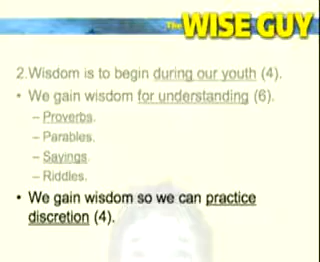 The WISE GUY
2.Wisdom is to begin during our youth (4).
• We gain wisdom for understanding (6).
– Proverbs.
– Parables.
– Sayings.
– Riddles.
• We gain wisdom so we can practice
discretion (4).